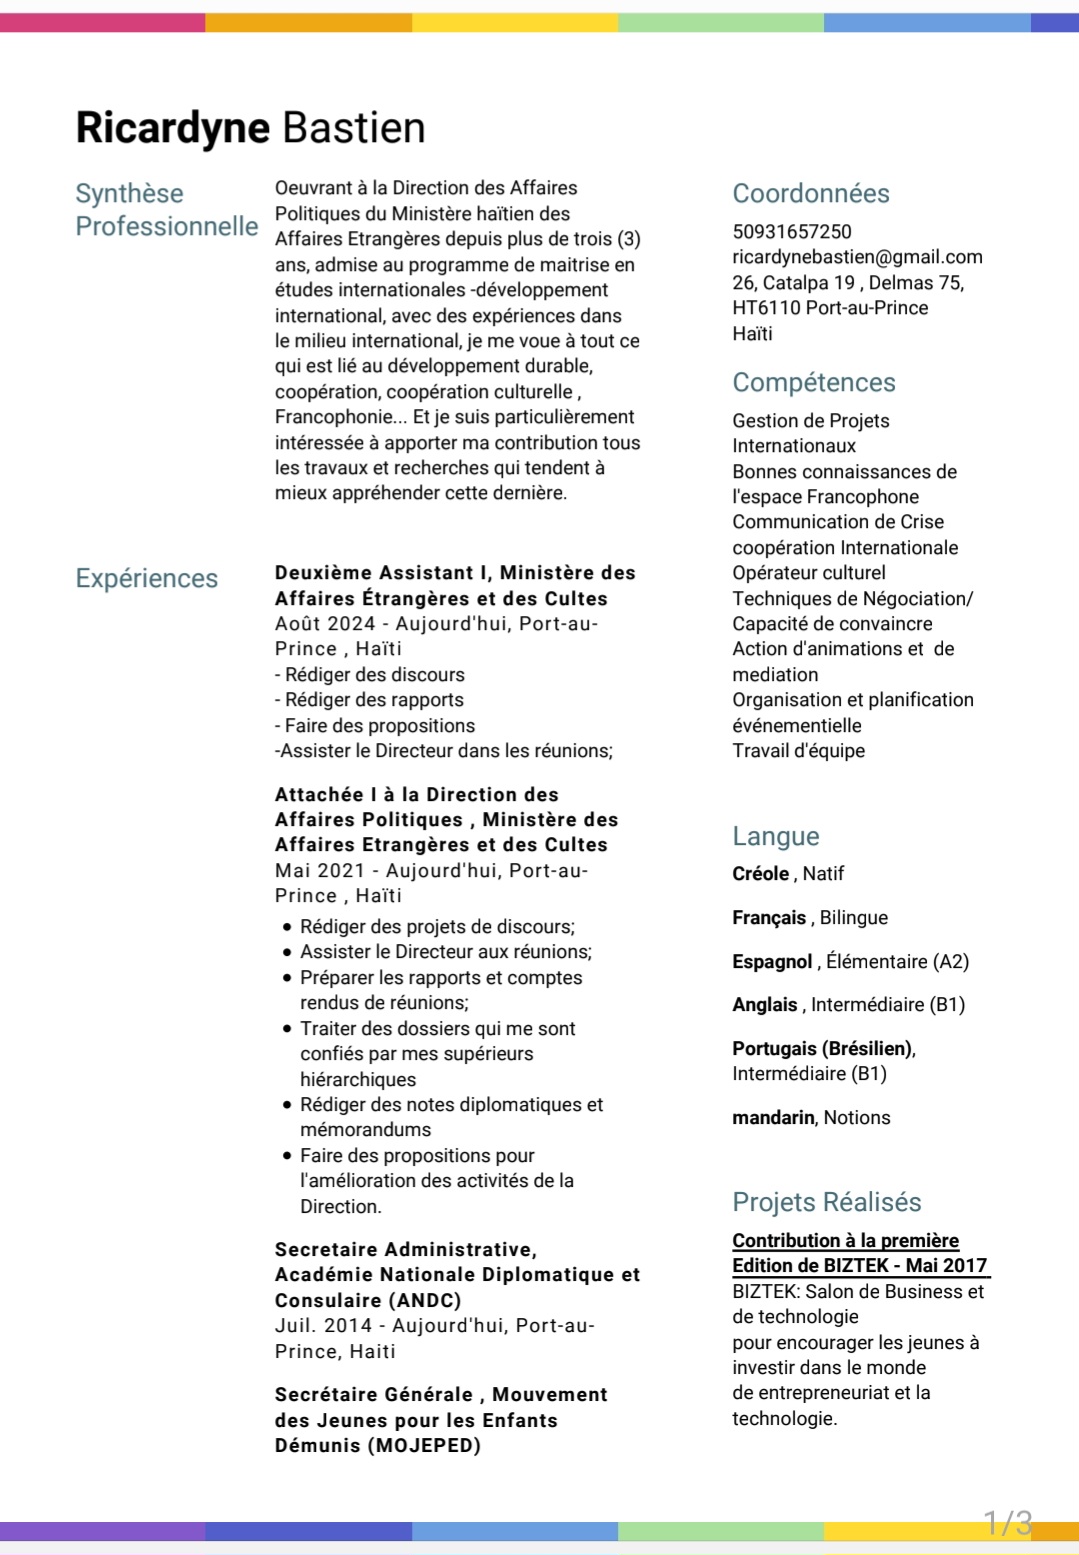 Ricardyne Bastien
Synthèse
Professionnelle
Oeuvrant à la Direction des Affaires
Politiques du Ministère haïtien des
Affaires Etrangères depuis plus de trois (3)
ans, admise au programme de maitrise en
études internationales -développement
international, avec des expériences dans
le milieu international, je me voue à tout ce
qui est lié au développement durable,
coopération, coopération culturelle ,
Francophonie... Et je suis particulièrement
intéressée à apporter ma contribution tous
les travaux et recherches qui tendent à
mieux appréhender cette dernière.
Expériences
Deuxième Assistant I, Ministère des
Affaires Étrangères et des Cultes
Août 2024 - Aujourd'hui, Port-au-
Prince , Haïti
- Rédiger des discours
- Rédiger des rapports
- Faire des propositions
-Assister le Directeur dans les réunions;
Attachée I à la Direction des
Affaires Politiques , Ministère des
Affaires Etrangères et des Cultes
Mai 2021 - Aujourd'hui, Port-au-
Prince , Haïti
• Rédiger des projets de discours;
• Assister le Directeur aux réunions;
• Préparer les rapports et comptes
rendus de réunions;
• Traiter des dossiers qui me sont
confiés par mes supérieurs
hiérarchiques
• Rédiger des notes diplomatiques et
mémorandums
• Faire des propositions pour
l'amélioration des activités de la
Direction.
Secretaire Administrative,
Académie Nationale Diplomatique et
Consulaire (ANDC)
Juil. 2014 - Aujourd'hui, Port-au-
Prince, Haiti
Secrétaire Générale , Mouvement
des Jeunes pour les Enfants
Démunis (MOJEPED)
Coordonnées
50931657250
ricardynebastien@gmail.com
26, Catalpa 19 , Delmas 75,
HT6110 Port-au-Prince
Haïti
Compétences
Gestion de Projets
Internationaux
Bonnes connaissances de
l'espace Francophone
Communication de Crise
coopération Internationale
Opérateur culturel
Techniques de Négociation/
Capacité de convaincre
Action d'animations et  de
mediation
Organisation et planification
événementielle
Travail d'équipe
Langue
Créole , Natif
Français , Bilingue
Espagnol , Élémentaire (A2)
Anglais , Intermédiaire (B1)
Portugais (Brésilien),
Intermédiaire (B1)
mandarin, Notions
Projets Réalisés
Contribution à la première
Edition de BIZTEK - Mai 2017
BIZTEK: Salon de Business et
de technologie
pour encourager les jeunes à
investir dans le monde
de entrepreneuriat et la
technologie.
1/3